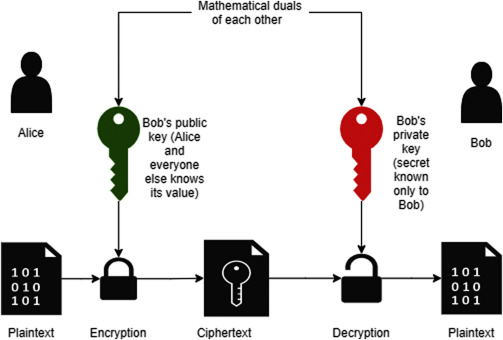 Mathematical duals
of each other
Alice
Bob's public
key (Alice
and
everyone
else knows
its value)
Bob's
private
key
(secret
known
only to
Bob)
Bob
101
010
101
101
010
101
Plaintext
Encryption
Ciphertext
Decryption
Plaintext